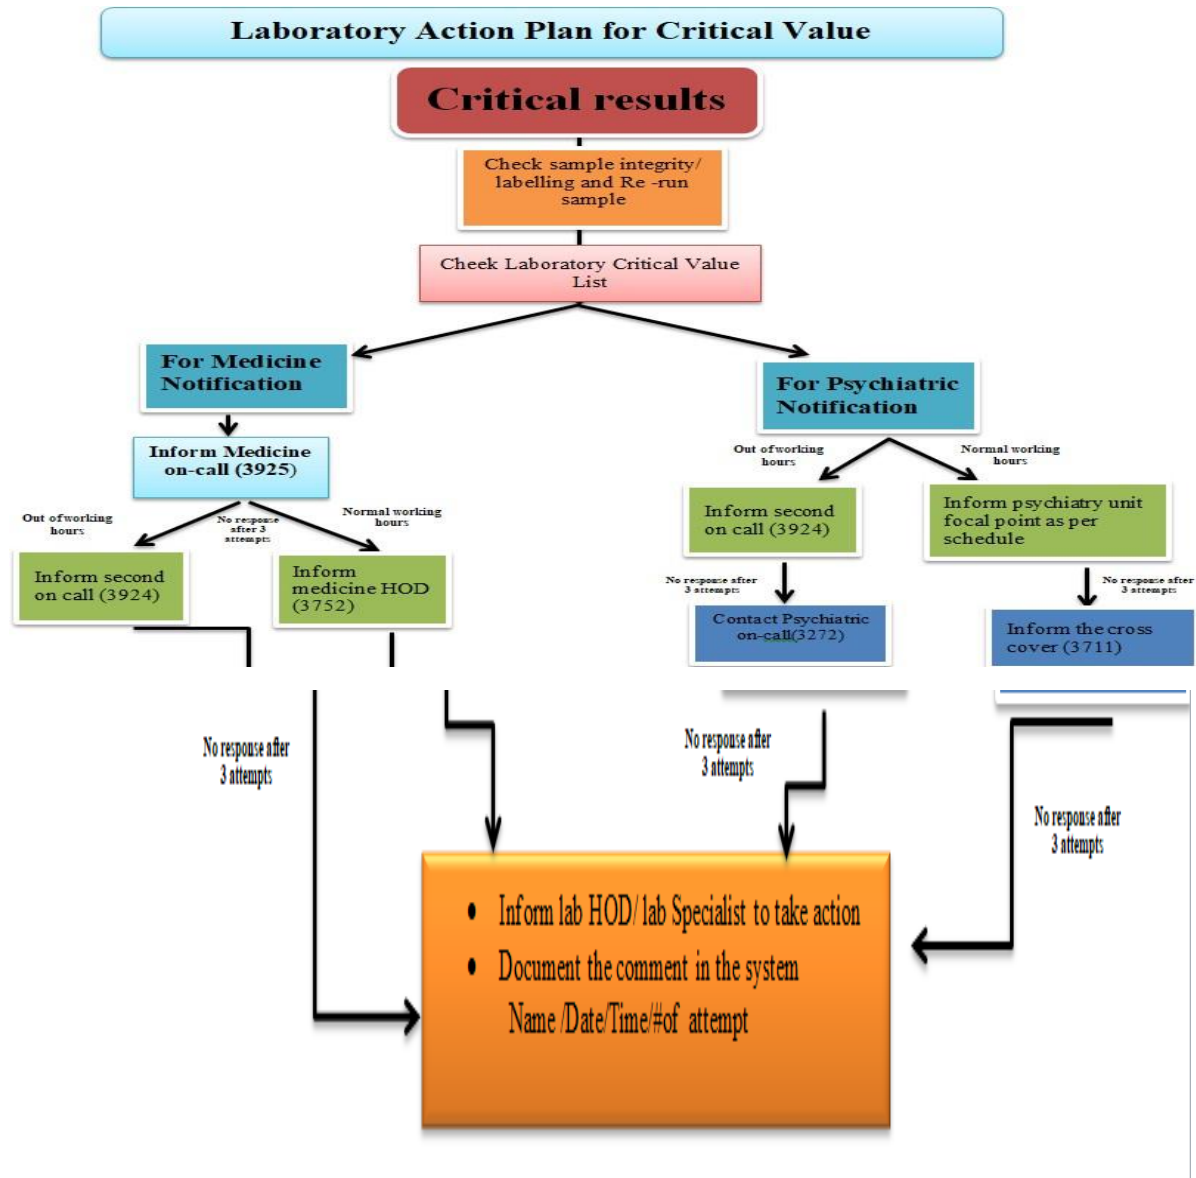 Laboratory Action Plan for Critical Value
Critical results
Check sample integrity/
labelling and Re -run
sample
Cheek Laboratory Critical Value
List
For Medicine
Notification
For Psychiatric
Notification
Inform Medicine
on-call (3925)
Out of working
hours
Normal working
hours
Out of working
hours
No response
after 3
attempts
Normal working
hours
Inform second
on call (3924)
Inform psychiatry unit
focal point as per
schedule
Inform second
on call (3924)
Inform
medicine HOD
(3752)
No response after
3 attempts
No response after
3 attempts
Contact Psychiatric
on-call(3272)
Inform the cross
cover (3711)
No response after
3 attempts
No response after
3 attempts
No response after
3 attempts
• Inform lab HOD/ lab Specialist to take action
• Document the comment in the system
Name /Date/Time/#of attempt